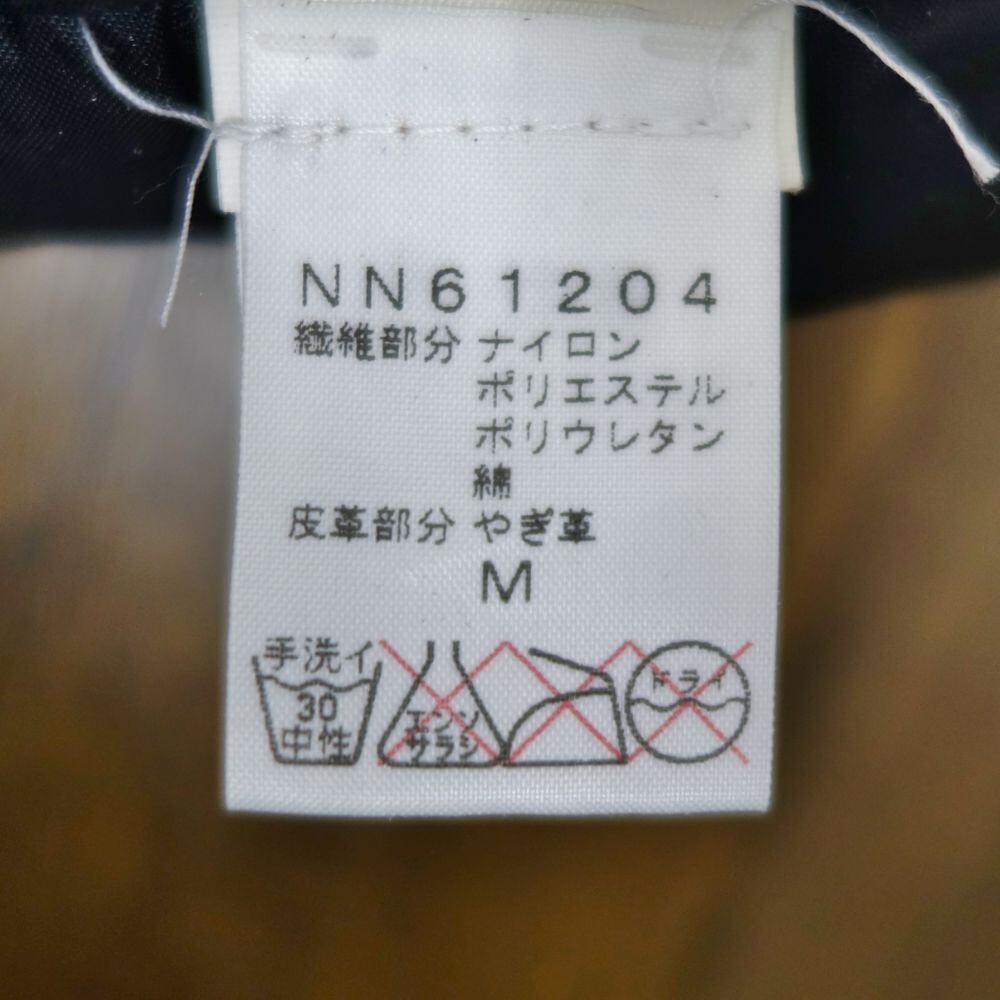 NN61204
繊維部分 ナイロン
ポリエステル
ポリウレタン
綿
皮革部分 やぎ革
M
手洗イ
30
中性
エンソ
サラシ
ドライ